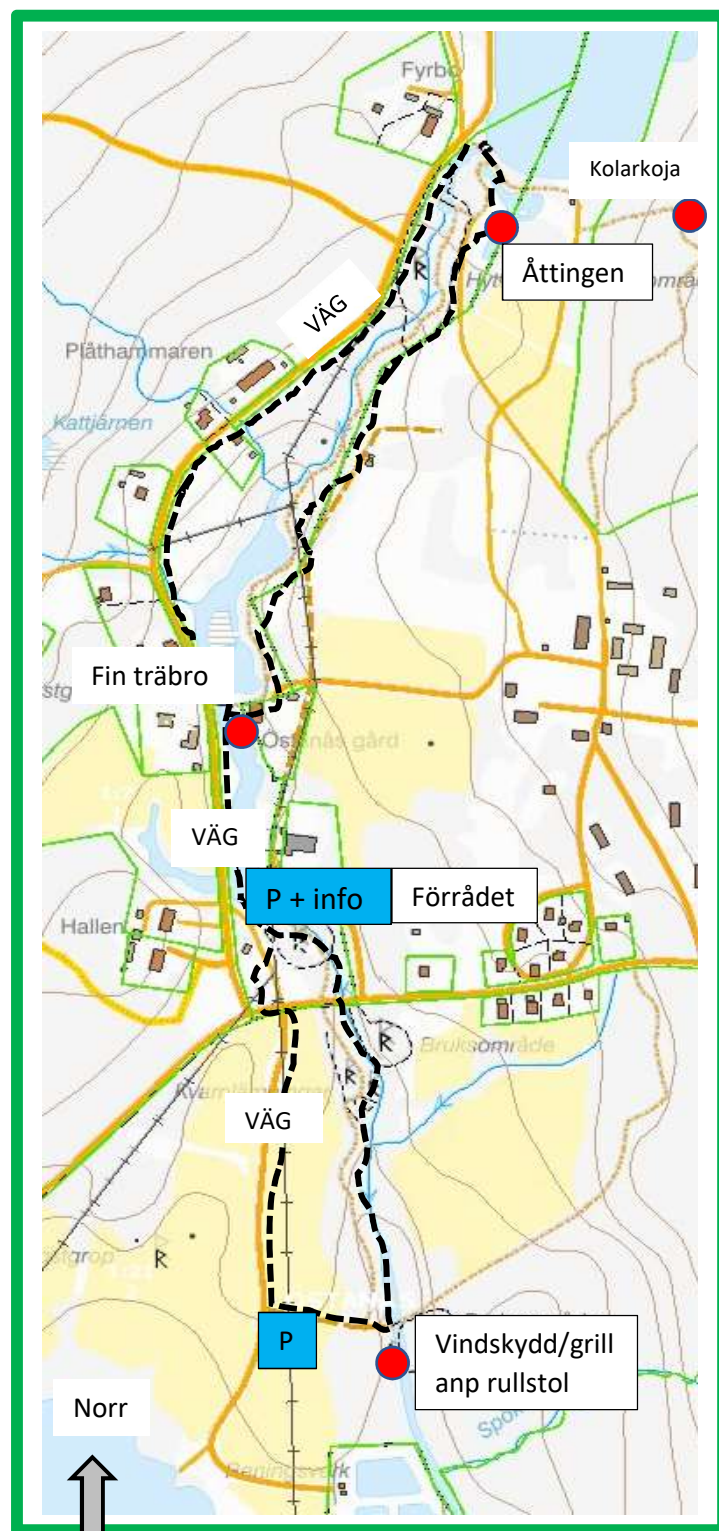 Fyrbo
Kolarkoja
Åttingen
VÄG
Plåthammaren
Kattjärnen
Fin träbro
gård
VÄG
Hallen
P + info
Förrådet
Bruksområde
VÄG
P
Vindskydd/grill
anp rullstol
Norr
Reningsverk